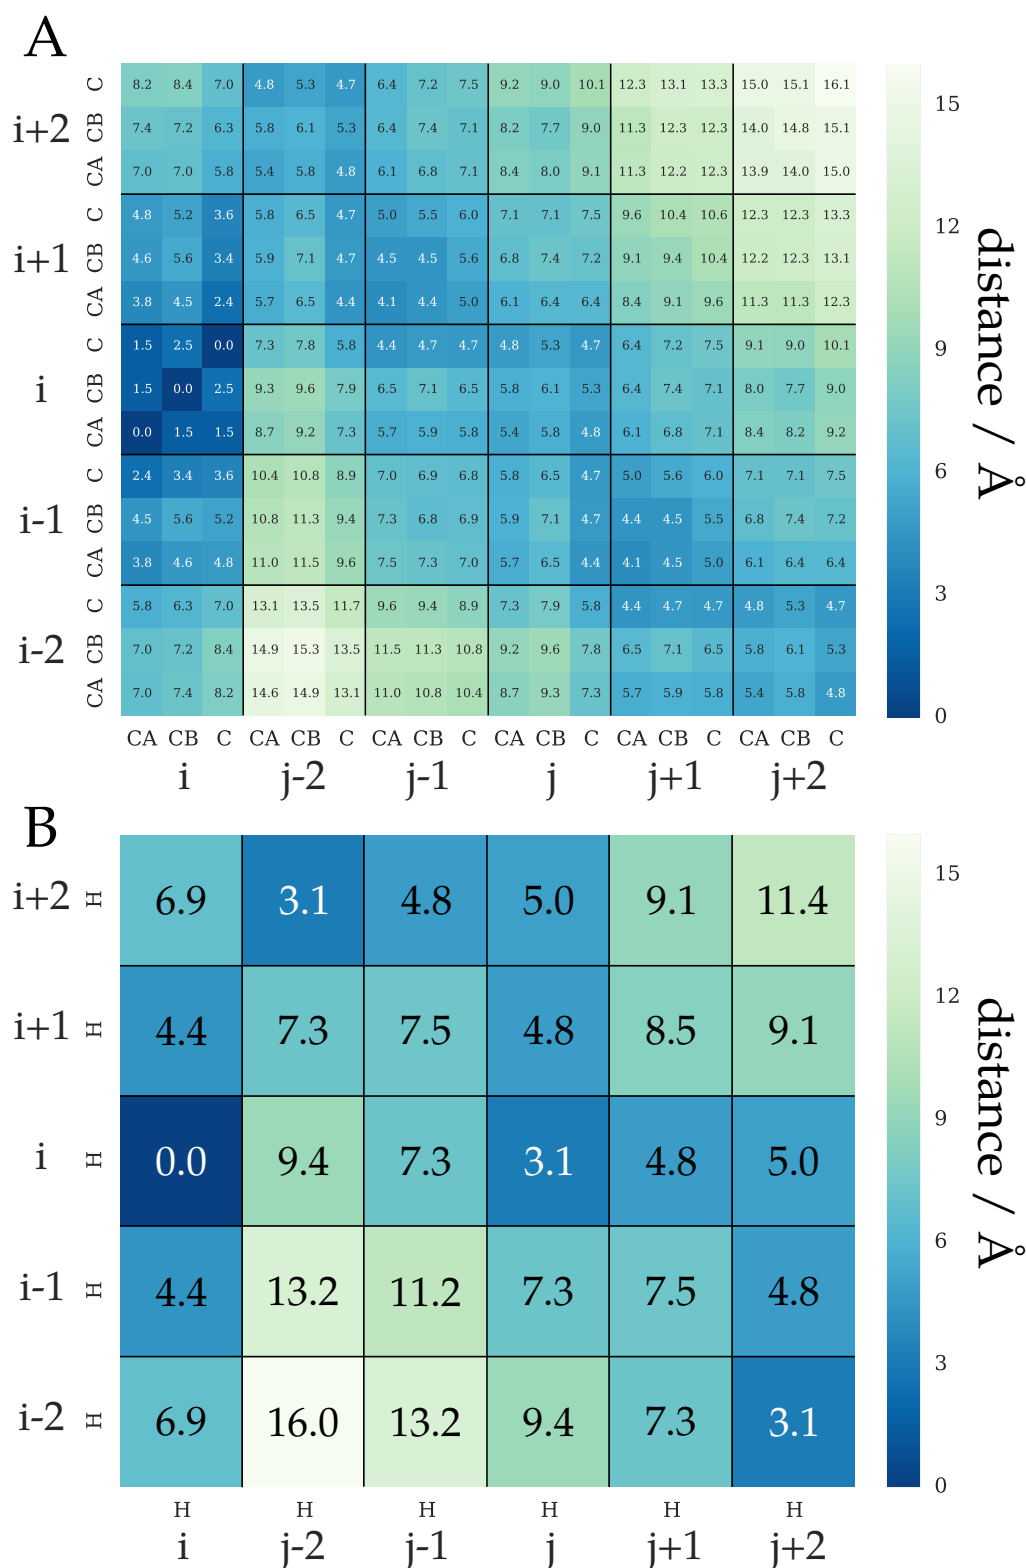 A
i+2 C 8.2 8.4 7.0 4.8 5.3 4.7 6.4 7.2 7.5 9.2 9.0 10.1 12.3 13.1 13.3 15.0 15.1 16.1
CB 7.4 7.2 6.3 5.8 6.1 5.3 6.4 7.4 7.1 8.2 7.7 9.0 11.3 12.3 12.3 14.0 14.8 15.1
CA 7.0 7.0 5.8 5.4 5.8 4.8 6.1 6.8 7.1 8.4 8.0 9.1 11.3 12.2 12.3 13.9 14.0 15.0
i+1 C 4.8 5.2 3.6 5.8 6.5 4.7 5.0 5.5 6.0 7.1 7.1 7.5 9.6 10.4 10.6 12.3 12.3 13.3
CB 4.6 5.6 3.4 5.9 7.1 4.7 4.5 4.5 5.6 6.8 7.4 7.2 9.1 9.4 10.4 12.2 12.3 13.1
CA 3.8 4.5 2.4 5.7 6.5 4.4 4.1 4.4 5.0 6.1 6.4 6.4 8.4 9.1 9.6 11.3 11.3 12.3
i C 1.5 2.5 0.0 7.3 7.8 5.8 4.4 4.7 4.7 4.8 5.3 4.7 6.4 7.2 7.5 9.1 9.0 10.1
CB 1.5 0.0 2.5 9.3 9.6 7.9 6.5 7.1 6.5 5.8 6.1 5.3 6.4 7.4 7.1 8.0 7.7 9.0
CA 0.0 1.5 1.5 8.7 9.2 7.3 5.7 5.9 5.8 5.4 5.8 4.8 6.1 6.8 7.1 8.4 8.2 9.2
i-1 C 2.4 3.4 3.6 10.4 10.8 8.9 7.0 6.9 6.8 5.8 6.5 4.7 5.0 5.6 6.0 7.1 7.1 7.5
CB 4.5 5.6 5.2 10.8 11.3 9.4 7.3 6.8 6.9 5.9 7.1 4.7 4.4 4.5 5.5 6.8 7.4 7.2
CA 3.8 4.6 4.8 11.0 11.5 9.6 7.5 7.3 7.0 5.7 6.5 4.4 4.1 4.5 5.0 6.1 6.4 6.4
i-2 C 5.8 6.3 7.0 13.1 13.5 11.7 9.6 9.4 8.9 7.3 7.9 5.8 4.4 4.7 4.7 4.8 5.3 4.7
CB 7.0 7.2 8.4 14.9 15.3 13.5 11.5 11.3 10.8 9.2 9.6 7.8 6.5 7.1 6.5 5.8 6.1 5.3
CA 7.0 7.4 8.2 14.6 14.9 13.1 11.0 10.8 10.4 8.7 9.3 7.3 5.7 5.9 5.8 5.4 5.8 4.8
CA CB C CA CB C CA CB C CA CB C CA CB C CA CB C
i j-2 j-1 j j+1 j+2
15
12
9
6
3
0
distance / Å
B
i+2 H 6.9 3.1 4.8 5.0 9.1 11.4
i+1 H 4.4 7.3 7.5 4.8 8.5 9.1
i H 0.0 9.4 7.3 3.1 4.8 5.0
i-1 H 4.4 13.2 11.2 7.3 7.5 4.8
i-2 H 6.9 16.0 13.2 9.4 7.3 3.1
H H H H H H
i j-2 j-1 j j+1 j+2
15
12
9
6
3
0
distance / Å